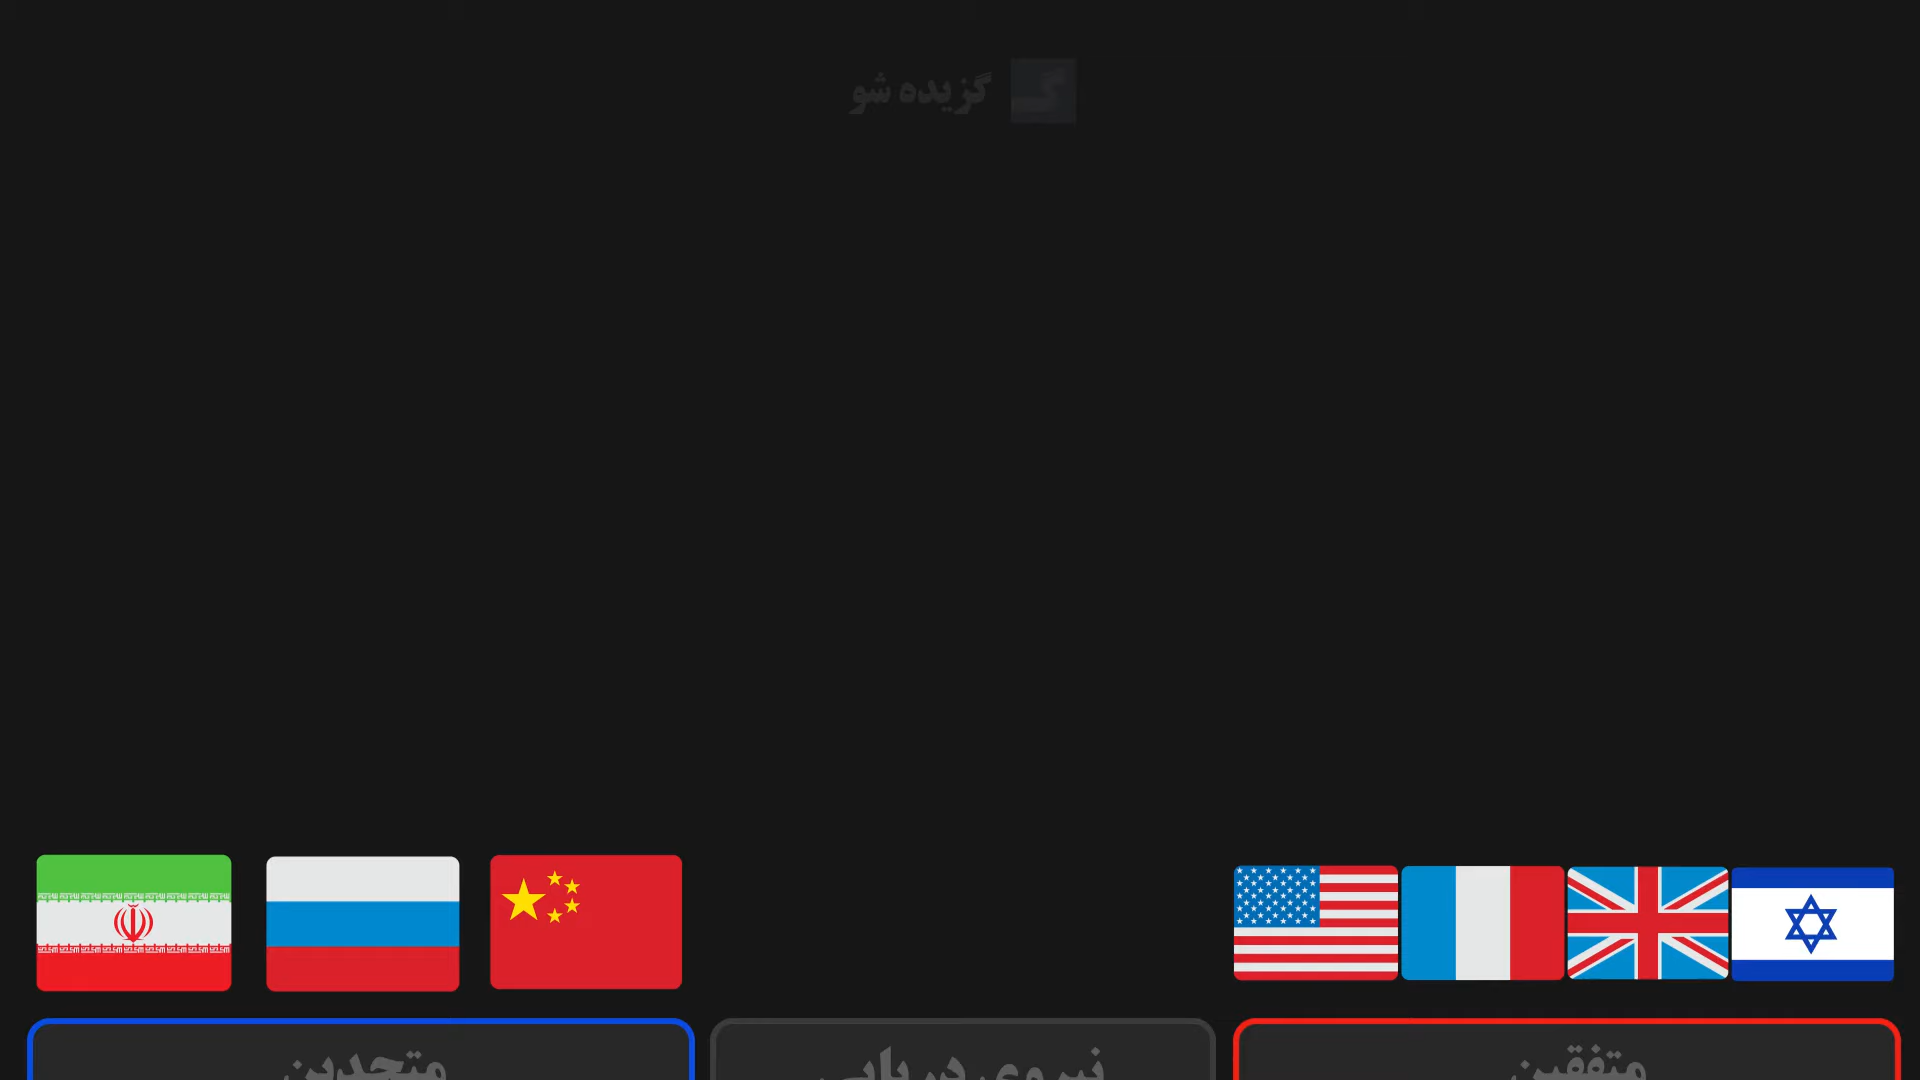 گزیده شو
متحدین
نیروی دریایی
متفقین